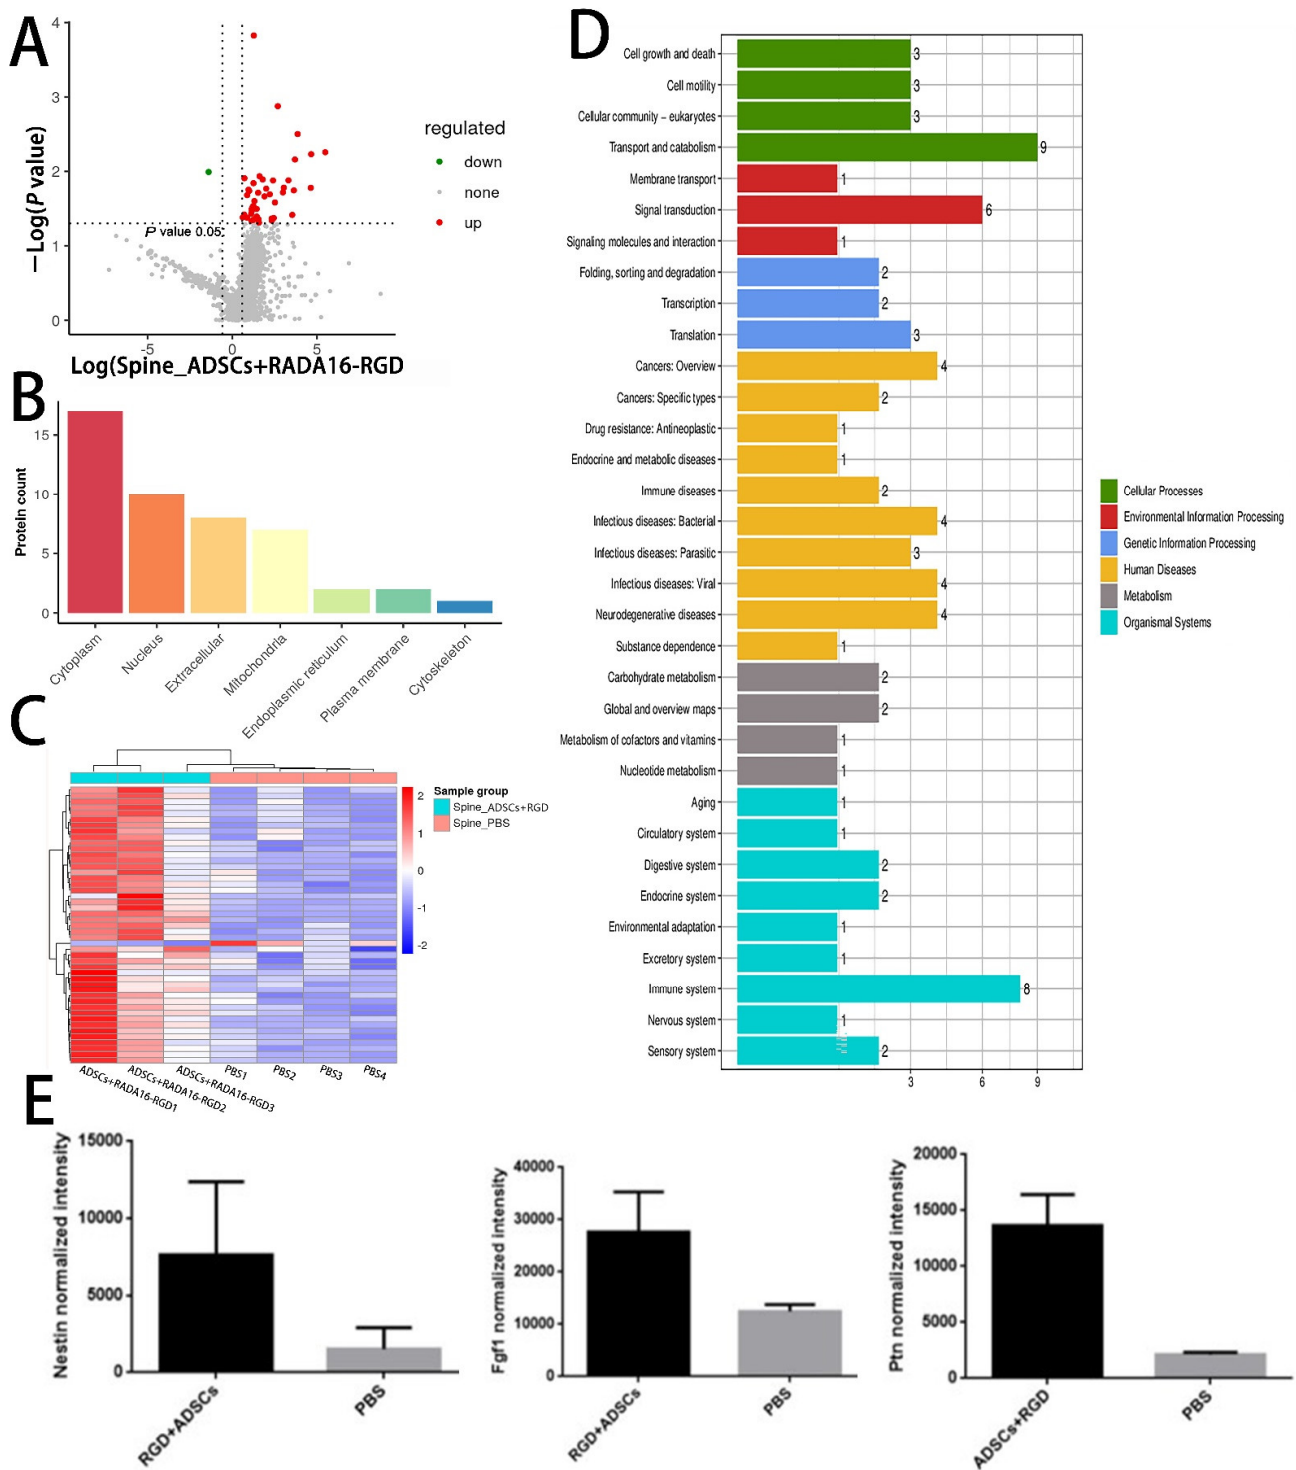 A
4
3
2
1
0
-5
0
5
—Log(P value)
P value 0.05
Log(Spine_ADSCs+RADA16-RGD
regulated
down
none
up
B
15
10
5
0
Protein count
Cytoplasm
Nucleus
Extracellular
Mitochondria
Endoplasmic reticulum
Plasma membrane
Cytoskeleton
C
Sample group
Spine_ADSCs+RGD
Spine_PBS
2
1
0
-1
-2
ADSCs+RADA16-RGD1
ADSCs+RADA16-RGD2
ADSCs+RADA16-RGD3
PBS1
PBS2
PBS3
PBS4
D
Cell growth and death 3
Cell motility 3
Cellular community – eukaryotes 3
Transport and catabolism 9
Membrane transport 1
Signal transduction 6
Signaling molecules and interaction 1
Folding, sorting and degradation 2
Transcription 2
Translation 3
Cancers: Overview 4
Cancers: Specific types 2
Drug resistance: Antineoplastic 1
Endocrine and metabolic diseases 1
Immune diseases 2
Infectious diseases: Bacterial 4
Infectious diseases: Parasitic 3
Infectious diseases: Viral 4
Neurodegenerative diseases 4
Substance dependence 1
Carbohydrate metabolism 2
Global and overview maps 2
Metabolism of cofactors and vitamins 1
Nucleotide metabolism 1
Aging 1
Circulatory system 1
Digestive system 2
Endocrine system 2
Environmental adaptation 1
Excretory system 1
Immune system 8
Nervous system 1
Sensory system 2
3 6 9
Cellular Processes
Environmental Information Processing
Genetic Information Processing
Human Diseases
Metabolism
Organismal Systems
E
Nestin normalized intensity
15000
10000
5000
0
RGD+ADSCs
PBS
Fgf1 normalized intensity
40000
30000
20000
10000
0
RGD+ADSCs
PBS
Ptn normalized intensity
20000
15000
10000
5000
0
ADSCs+RGD
PBS